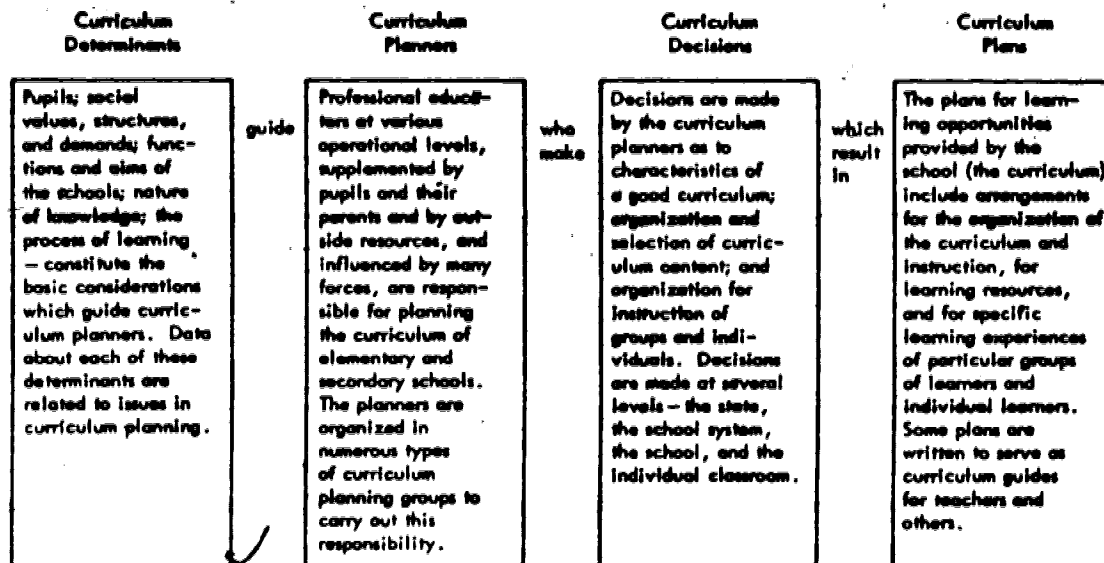 Curriculum
Determinants
Pupils; social
values, structures,
and demands; func-
tions and aims of
the schools; nature
of knowledge; the
process of learning
— constitute the
basic considerations
which guide curric-
ulum planners. Data
about each of these
determinants are
related to issues in
curriculum planning.
guide
Curriculum
Planners
Professional educa-
tors at various
operational levels,
supplemented by
pupils and their
parents and by out-
side resources, and
influenced by many
forces, are respon-
sible for planning
the curriculum of
elementary and
secondary schools.
The planners are
organized in
numerous types
of curriculum
planning groups to
carry out this
responsibility.
who
make
Curriculum
Decisions
Decisions are made
by the curriculum
planners as to
characteristics of
a good curriculum;
organization and
selection of curric-
ulum content; and
organization for
instruction of
groups and indi-
viduals. Decisions
are made at several
levels — the state,
the school system,
the school, and the
individual classroom.
which
result
in
Curriculum
Plans
The plans for learn-
ing opportunities
provided by the
school (the curriculum)
include arrangements
for the organization of
the curriculum and
instruction, for
learning resources,
and for specific
learning experiences
of particular groups
of learners and
individual learners.
Some plans are
written to serve as
curriculum guides
for teachers and
others.